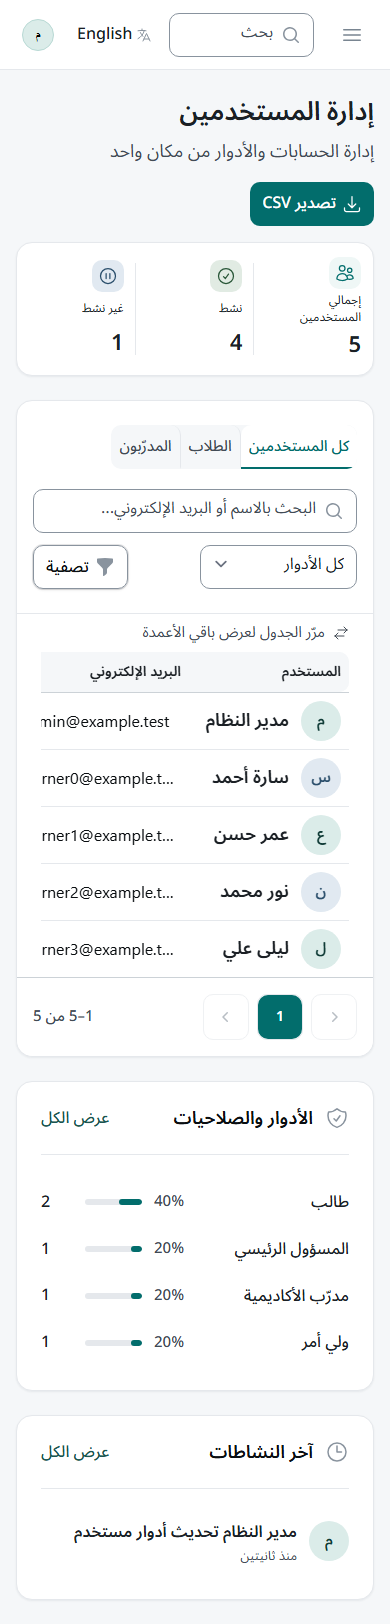 بحث
English
م
إدارة المستخدمين
إدارة الحسابات والأدوار من مكان واحد
تصدير CSV
إجمالي المستخدمين
5
نشط
4
غير نشط
1
كل المستخدمين
الطلاب
المدرّبون
البحث بالاسم أو البريد الإلكتروني...
كل الأدوار
تصفية
مرّر الجدول لعرض باقي الأعمدة
المستخدم البريد الإلكتروني
م مدير النظام min@example.test
س سارة أحمد rner0@example.t...
ع عمر حسن rner1@example.t...
ن نور محمد rner2@example.t...
ل ليلى علي rner3@example.t...
1
1–5 من 5
الأدوار والصلاحيات
عرض الكل
طالب 40% 2
المسؤول الرئيسي 20% 1
مدرّب الأكاديمية 20% 1
ولي أمر 20% 1
آخر النشاطات
عرض الكل
م
مدير النظام تحديث أدوار مستخدم
منذ ثانيتين